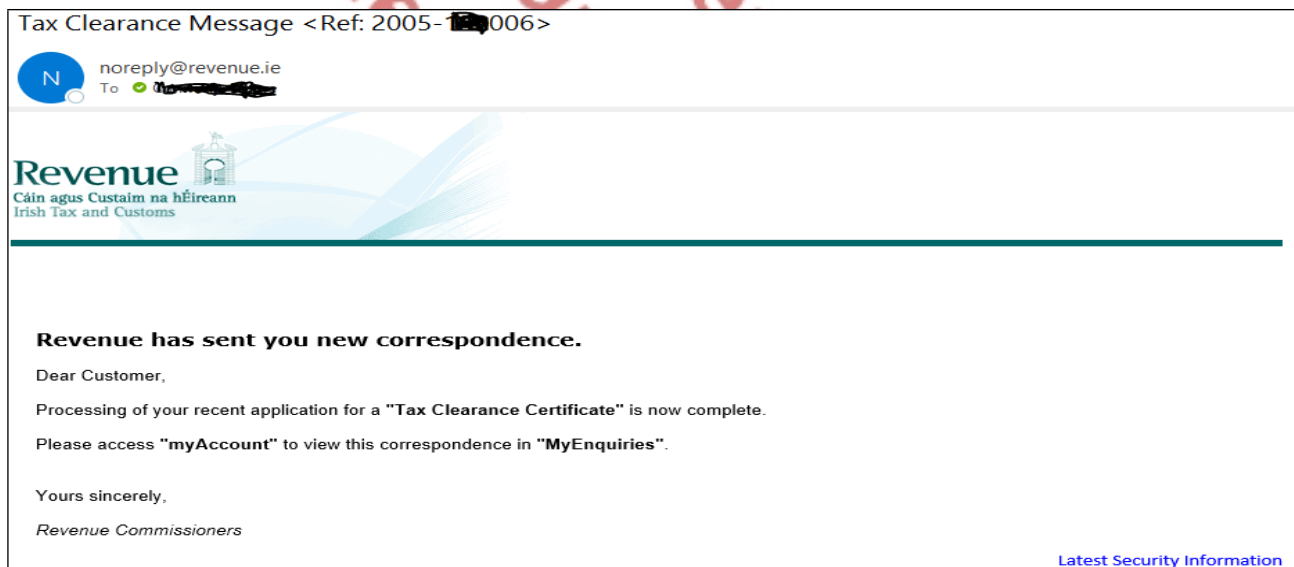 Tax Clearance Message <Ref: 2005-1 006>
N
noreply@revenue.ie
To
Revenue
Cáin agus Custaim na hÉireann
Irish Tax and Customs
Revenue has sent you new correspondence.
Dear Customer,
Processing of your recent application for a "Tax Clearance Certificate" is now complete.
Please access "myAccount" to view this correspondence in "MyEnquiries".
Yours sincerely,
Revenue Commissioners
Latest Security Information